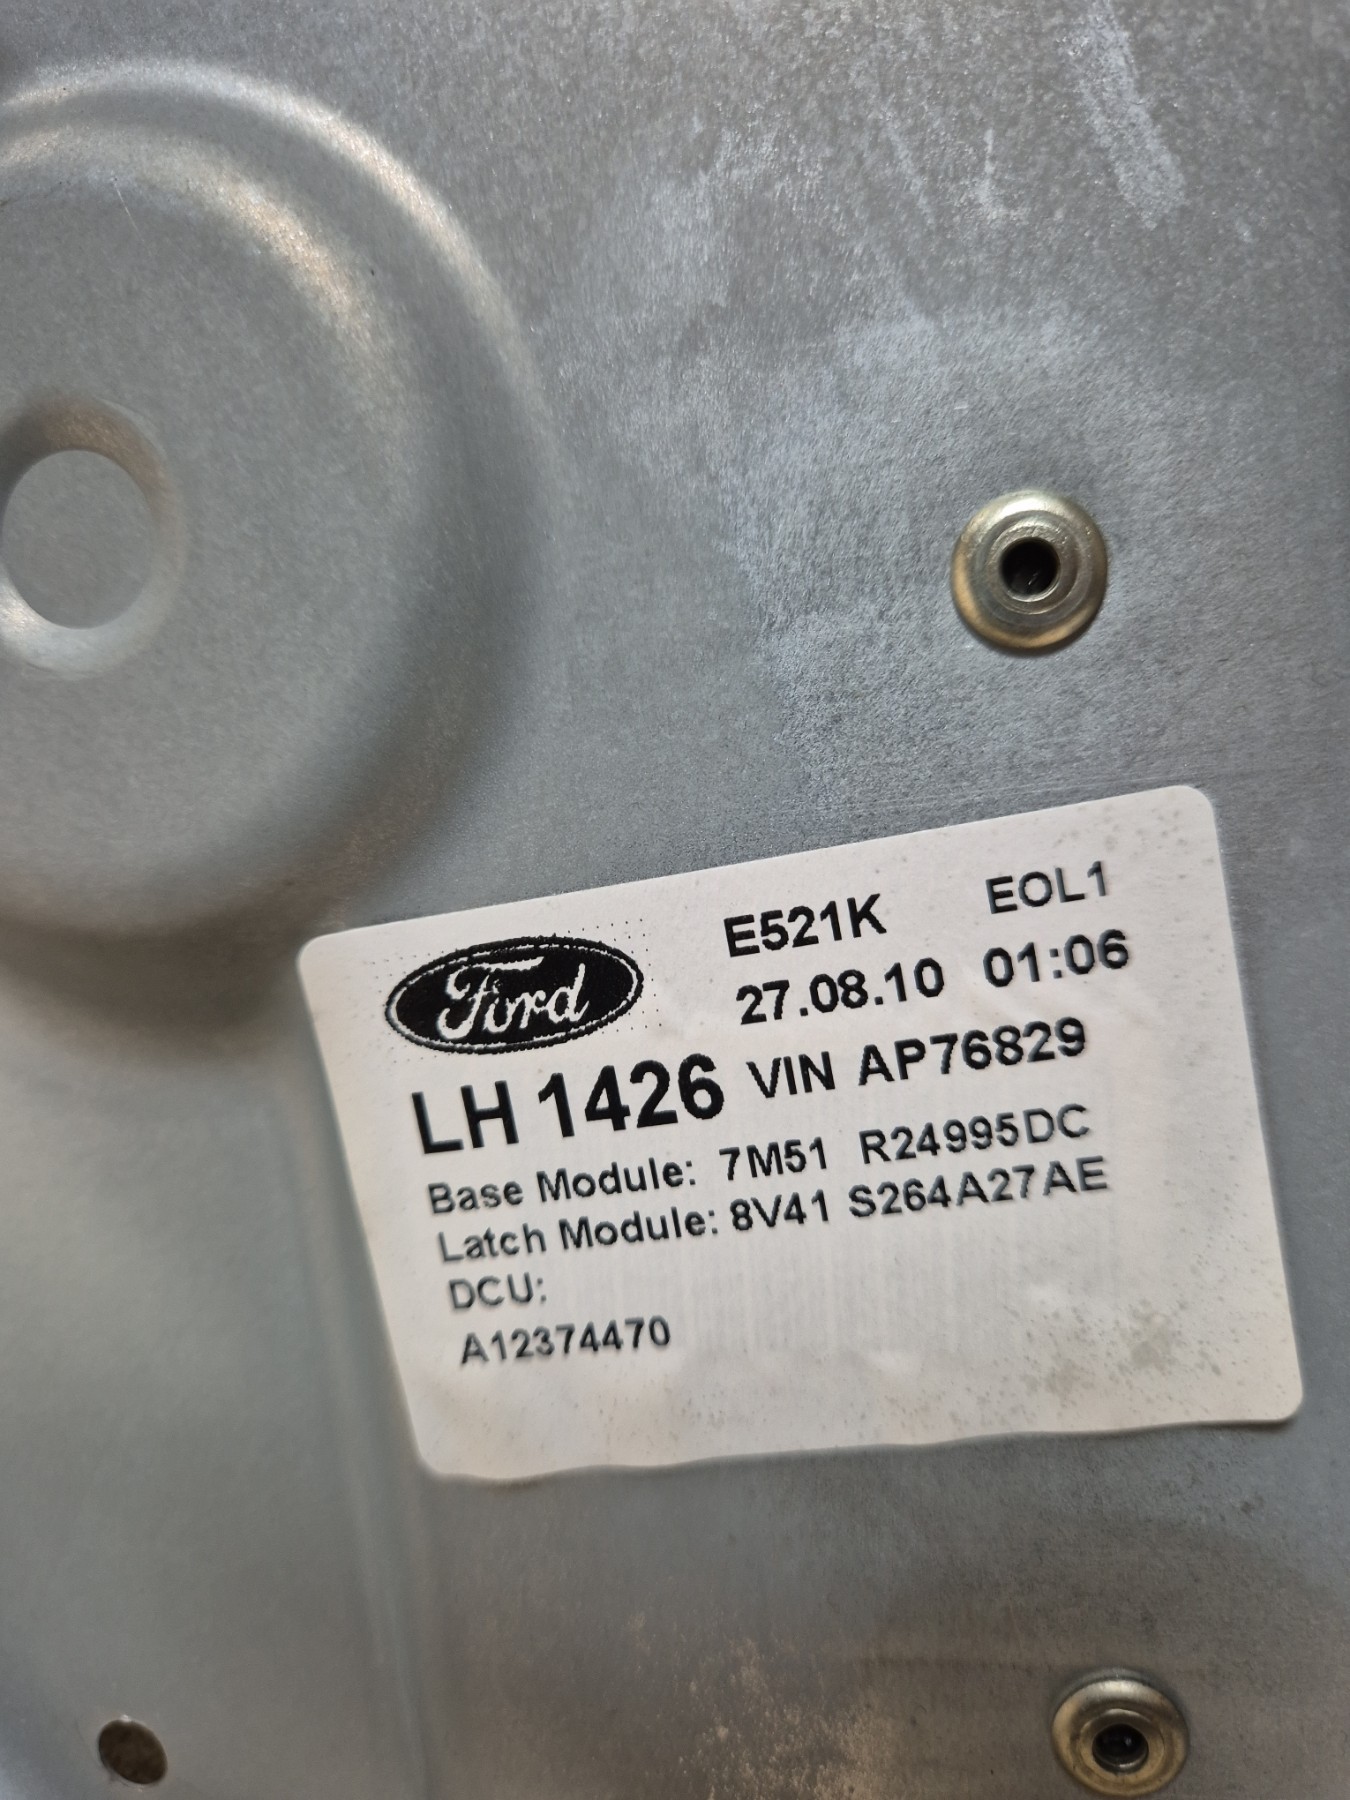 Ford
E521K EOL1
27.08.10 01:06
LH 1426 VIN AP76829
Base Module: 7M51 R24995DC
Latch Module: 8V41 S264A27AE
DCU:
A12374470